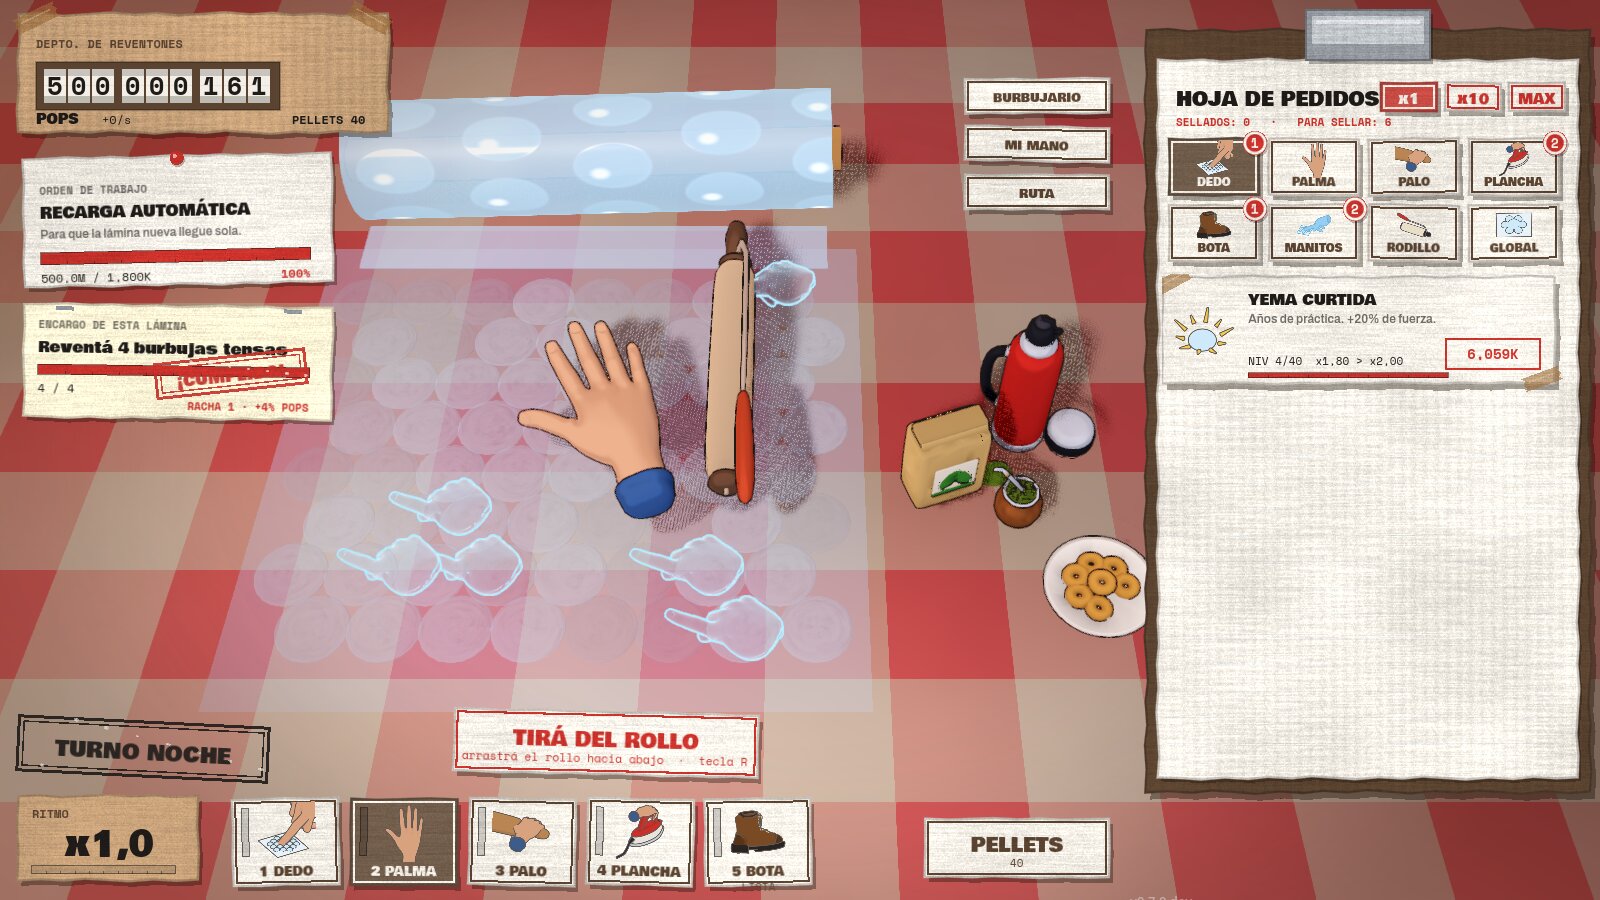 DEPTO. DE REVENTONES
500 000 161
POPS +0/s PELLETS 40
ORDEN DE TRABAJO
RECARGA AUTOMÁTICA
Para que la lámina nueva llegue sola.
500.0M / 1,800K 100%
ENCARGO DE ESTA LÁMINA
Reventá 4 burbujas tensas
4 / 4
RACHA 1 · +4% POPS
BURBUJARIO
MI MANO
RUTA
HOJA DE PEDIDOS x1 x10 MAX
SELLADOS: 0 · PARA SELLAR: 6
DEDO 1
PALMA
PALO
PLANCHA 2
BOTA 1
MANITOS 2
RODILLO
GLOBAL
YEMA CURTIDA
Años de práctica. +20% de fuerza.
NIV 4/40 x1,80 > x2,00
6,059K
TURNO NOCHE
TIRÁ DEL ROLLO
arrastrá el rollo hacia abajo · tecla R
RITMO
x1,0
1 DEDO
2 PALMA
3 PALO
4 PLANCHA
5 BOTA
LISTA
PELLETS
40